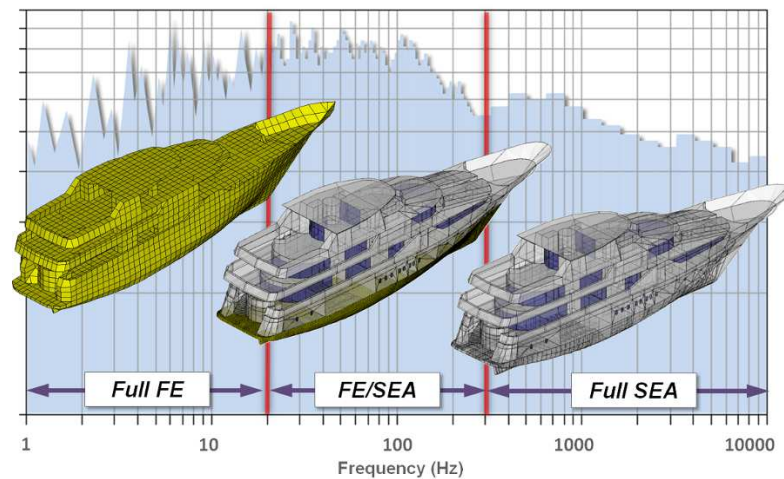 Full FE
FE/SEA
Full SEA
1
10
100
1000
10000
Frequency (Hz)